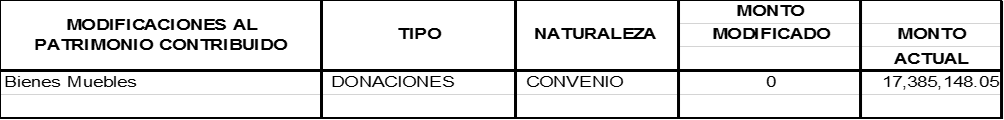 MODIFICACIONES AL PATRIMONIO CONTRIBUIDO
TIPO
NATURALEZA
MONTO MODIFICADO
MONTO ACTUAL
Bienes Muebles DONACIONES CONVENIO 0 17,385,148.05